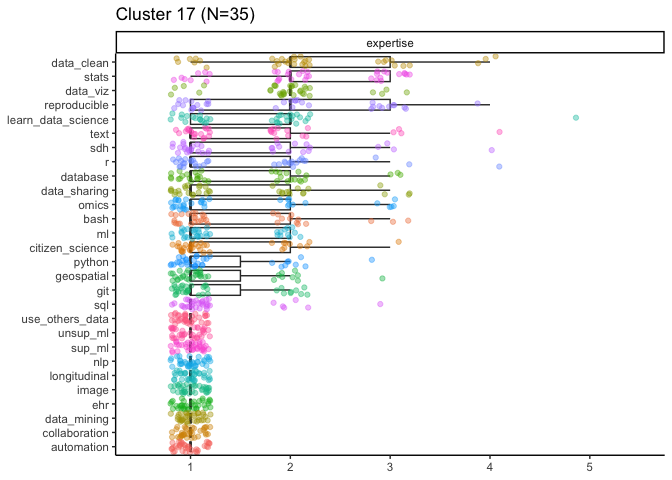 Cluster 17 (N=35)
expertise
data_clean
stats
data_viz
reproducible
learn_data_science
text
sdh
r
database
data_sharing
omics
bash
ml
citizen_science
python
geospatial
git
sql
use_others_data
unsup_ml
sup_ml
nlp
longitudinal
image
ehr
data_mining
collaboration
automation
1 2 3 4 5